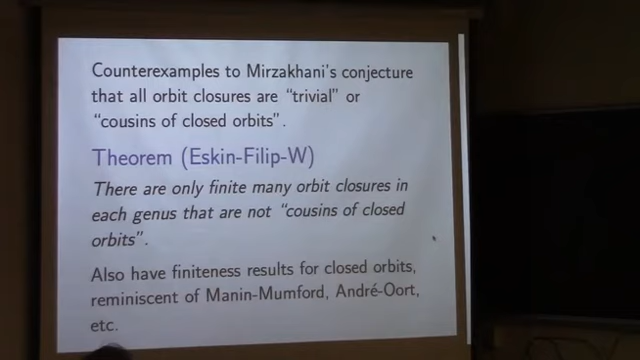 Counterexamples to Mirzakhani's conjecture
that all orbit closures are “trivial” or
“cousins of closed orbits”.
Theorem (Eskin-Filip-W)
There are only finite many orbit closures in
each genus that are not “cousins of closed
orbits”.
Also have finiteness results for closed orbits,
reminiscent of Manin-Mumford, André-Oort,
etc.